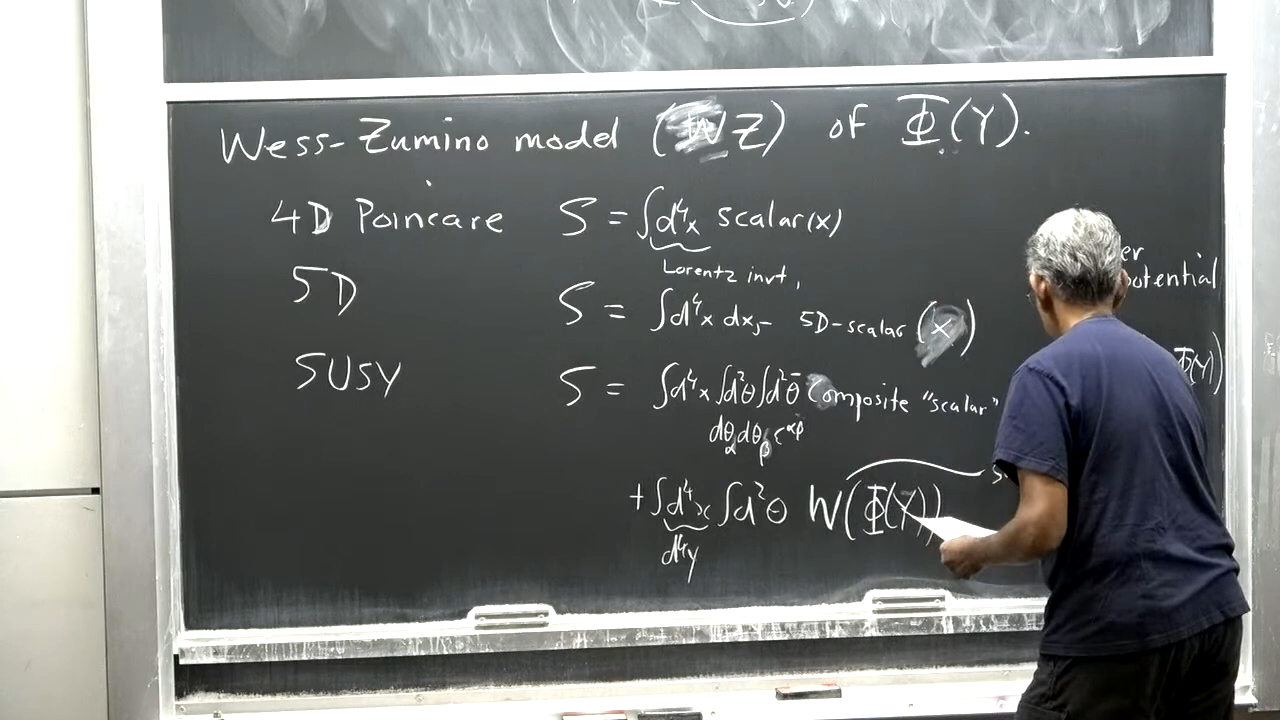 Wess-Zumino model (WZ) of Φ(Y).
4D Poincare S = ∫d⁴x scalar(x)
Lorentz invt,
5D S = ∫d⁴x dx₅ 5D-scalar (x)
SUSY S = ∫d⁴x ∫d²θ ∫d²θ̄ Composite "scalar"
dθ_α dθ_β ε^αβ
+ ∫d⁴x ∫d²θ W(Φ(Y))
d⁴y
er
potential
Φ(Y)